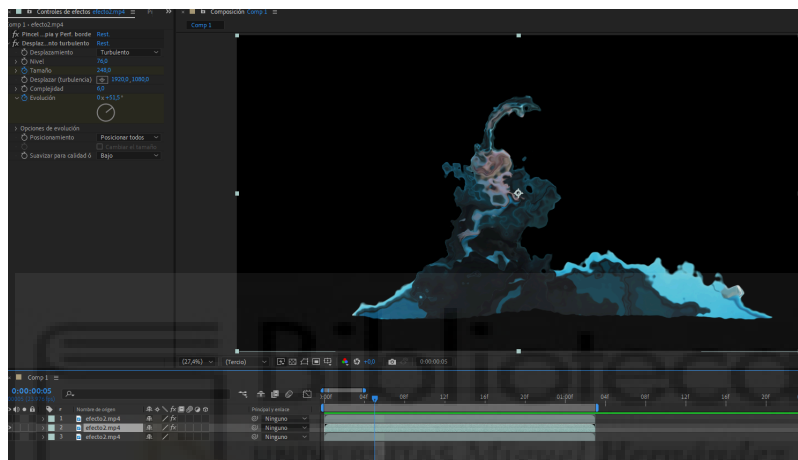 Controles de efectos efecto2.mp4
Composición Comp 1
omp 1 • efecto2.mp4
Comp 1
fx Pincel ...pia y Perf. borde Rest.
fx Desplaz...nto turbulento Rest.
Desplazamiento Turbulento
Nivel 76,0
Tamaño 249,0
Desplazar (turbulencia) 1920,0, 1080,0
Complejidad 6,0
Evolución 0 x +51,5°
Opciones de evolución
Posicionamiento Posicionar todos
Cambiar el tamaño
Suavizar para calidad ó Bajo
(27,4%) (Tercio) +0,0 0:00:00:05
Comp 1
0:00:00:05
:00f 04f 08f 12f 16f 20f 01:00f 04f 08f 12f 16f 20f
# Nombre de origen Principal y enlace
1 efecto2.mp4 Ninguno
2 efecto2.mp4 Ninguno
3 efecto2.mp4 Ninguno
Biblioteca